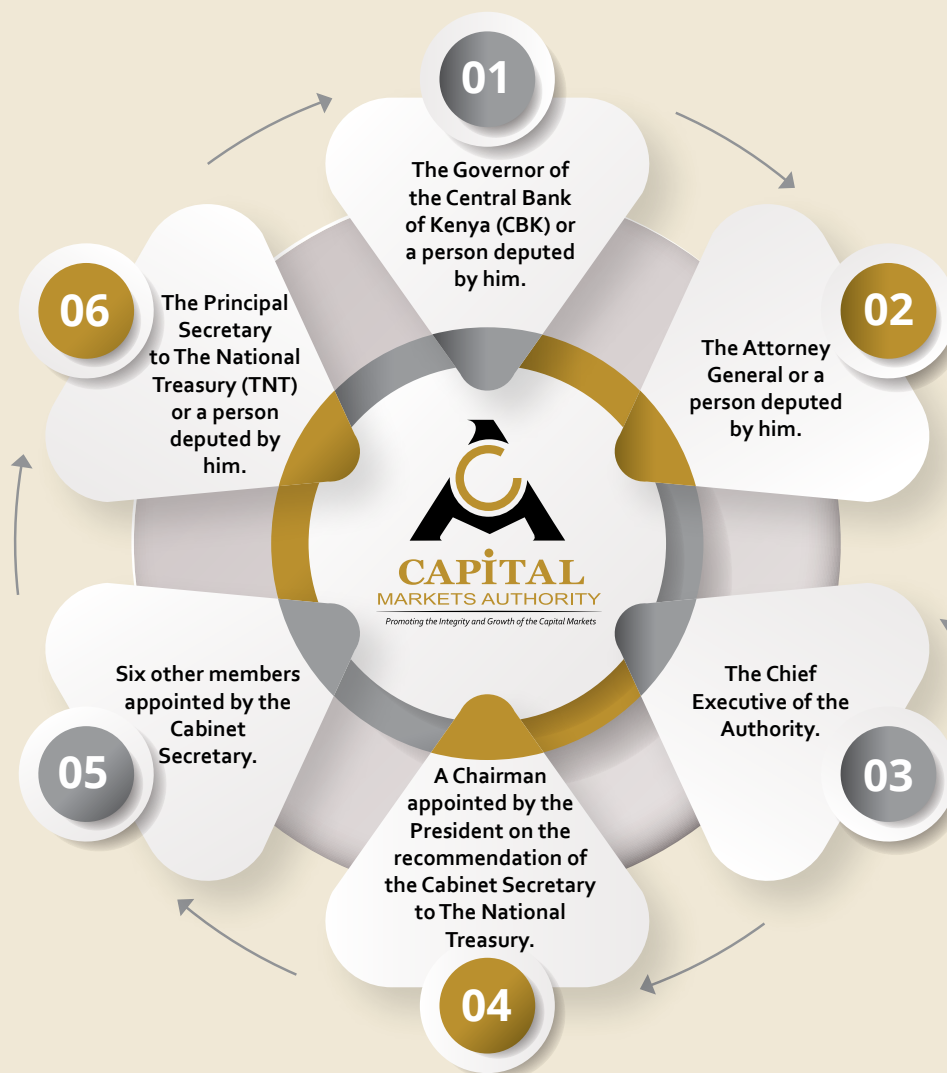 01
The Governor of
the Central Bank
of Kenya (CBK) or
a person deputed
by him.
02
The Attorney
General or a
person deputed
by him.
03
The Chief
Executive of the
Authority.
04
A Chairman
appointed by the
President on the
recommendation of
the Cabinet Secretary
to The National
Treasury.
05
Six other members
appointed by the
Cabinet
Secretary.
06
The Principal
Secretary
to The National
Treasury (TNT)
or a person
deputed by
him.
CAPİTAL
MARKETS AUTHORITY
Promoting the Integrity and Growth of the Capital Markets